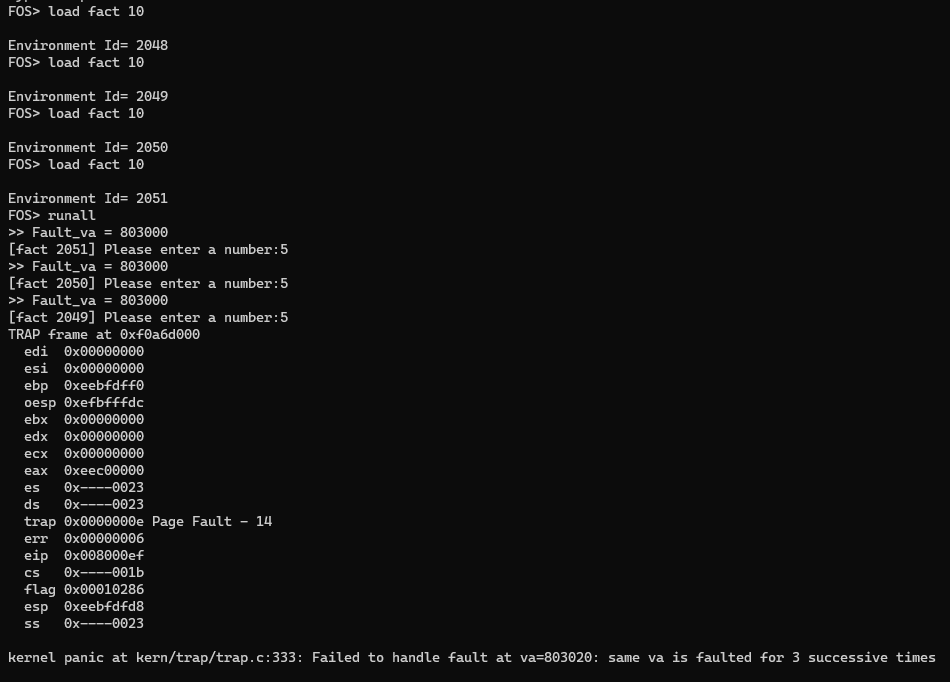 FOS> load fact 10
Environment Id= 2048
FOS> load fact 10
Environment Id= 2049
FOS> load fact 10
Environment Id= 2050
FOS> load fact 10
Environment Id= 2051
FOS> runall
>> Fault_va = 803000
[fact 2051] Please enter a number:5
>> Fault_va = 803000
[fact 2050] Please enter a number:5
>> Fault_va = 803000
[fact 2049] Please enter a number:5
TRAP frame at 0xf0a6d000
  edi  0x00000000
  esi  0x00000000
  ebp  0xeebfdff0
  oesp 0xefbfffdc
  ebx  0x00000000
  edx  0x00000000
  ecx  0x00000000
  eax  0xeec00000
  es   0x----0023
  ds   0x----0023
  trap 0x0000000e Page Fault - 14
  err  0x00000006
  eip  0x008000ef
  cs   0x----001b
  flag 0x00010286
  esp  0xeebfdfd8
  ss   0x----0023
kernel panic at kern/trap/trap.c:333: Failed to handle fault at va=803020: same va is faulted for 3 successive times